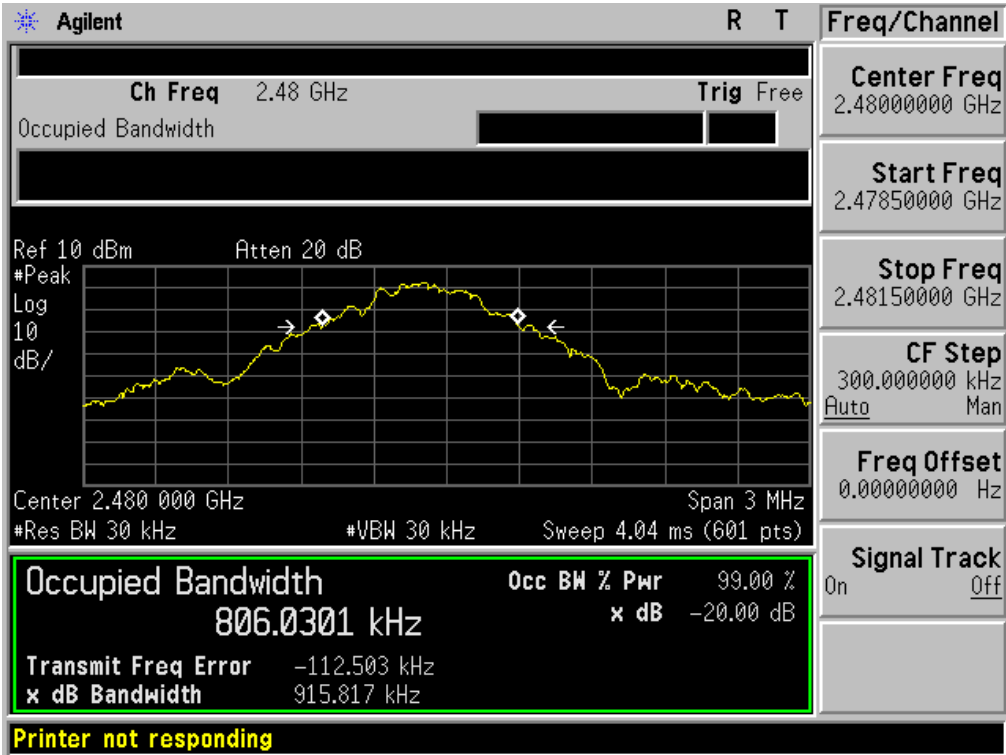 Agilent R T Freq/Channel
Ch Freq 2.48 GHz Trig Free
Occupied Bandwidth
Center Freq
2.48000000 GHz
Start Freq
2.47850000 GHz
Stop Freq
2.48150000 GHz
CF Step
300.000000 kHz
Auto Man
Freq Offset
0.00000000 Hz
Signal Track
On Off
Ref 10 dBm Atten 20 dB
#Peak
Log
10
dB/
Center 2.480 000 GHz Span 3 MHz
#Res BW 30 kHz #VBW 30 kHz Sweep 4.04 ms (601 pts)
Occupied Bandwidth
806.0301 kHz
Occ BW % Pwr 99.00 %
x dB -20.00 dB
Transmit Freq Error -112.503 kHz
x dB Bandwidth 915.817 kHz
Printer not responding